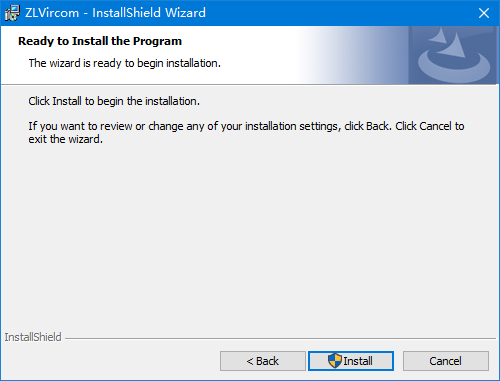 ZLVircom - InstallShield Wizard
Ready to Install the Program
The wizard is ready to begin installation.
Click Install to begin the installation.
If you want to review or change any of your installation settings, click Back. Click Cancel to
exit the wizard.
InstallShield
< Back
Install
Cancel